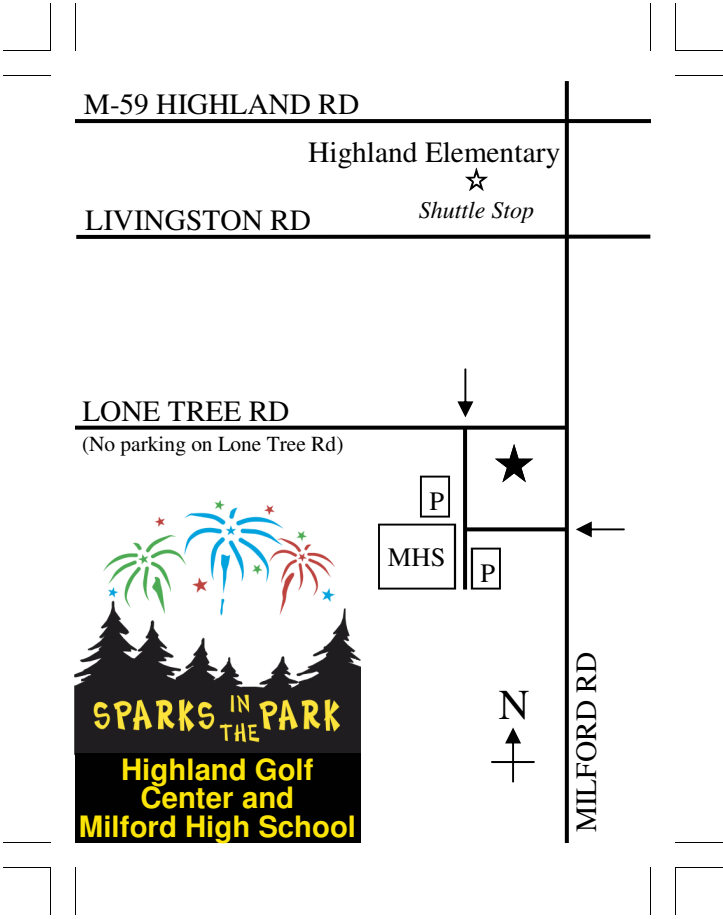 M-59 HIGHLAND RD
Highland Elementary
Shuttle Stop
LIVINGSTON RD
LONE TREE RD
(No parking on Lone Tree Rd)
P
MHS
P
SPARKS IN THE PARK
Highland Golf
Center and
Milford High School
N
MILFORD RD